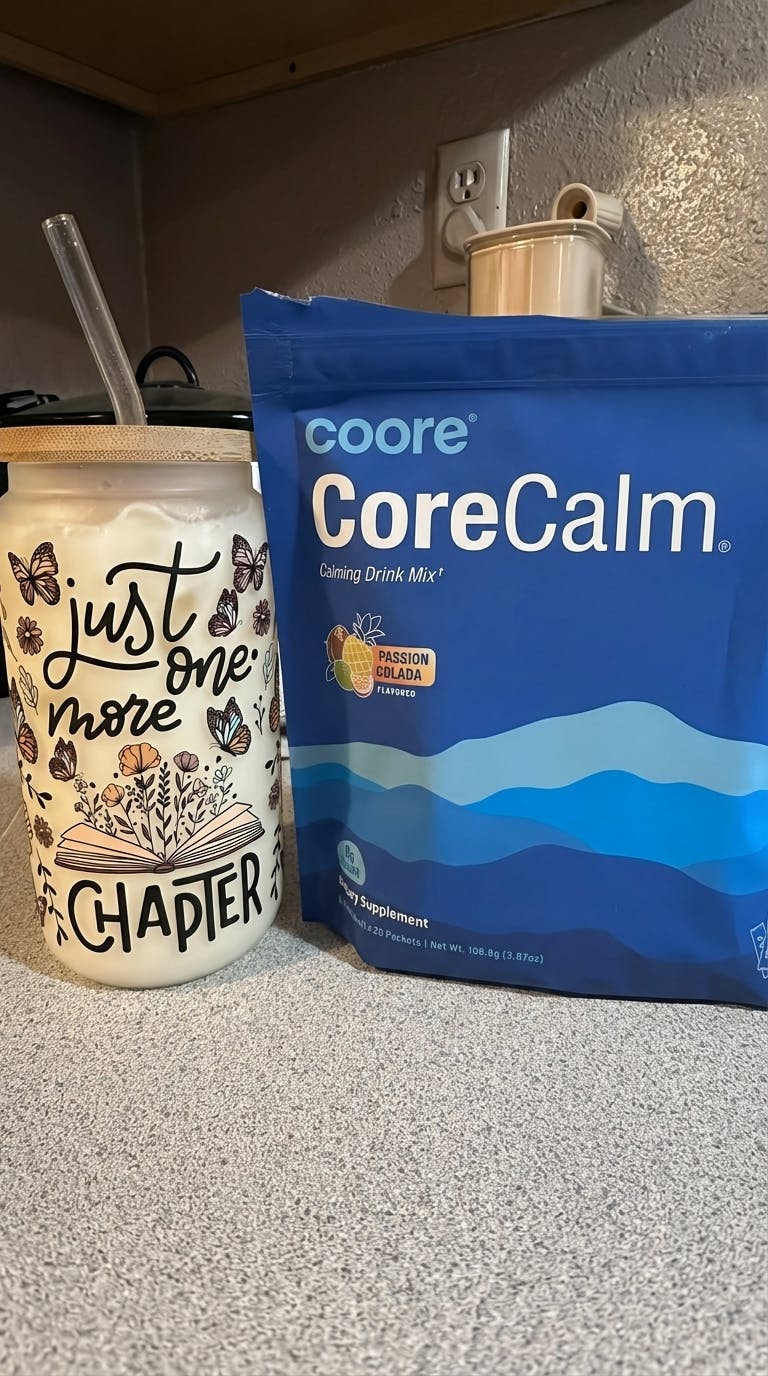 just
one
more
CHAPTER
coore®
CoreCalm®
Calming Drink Mix†
PASSION
COLADA
FLAVORED
0g
Supplement
20 Packets | Net Wt. 108.8g (3.87oz)